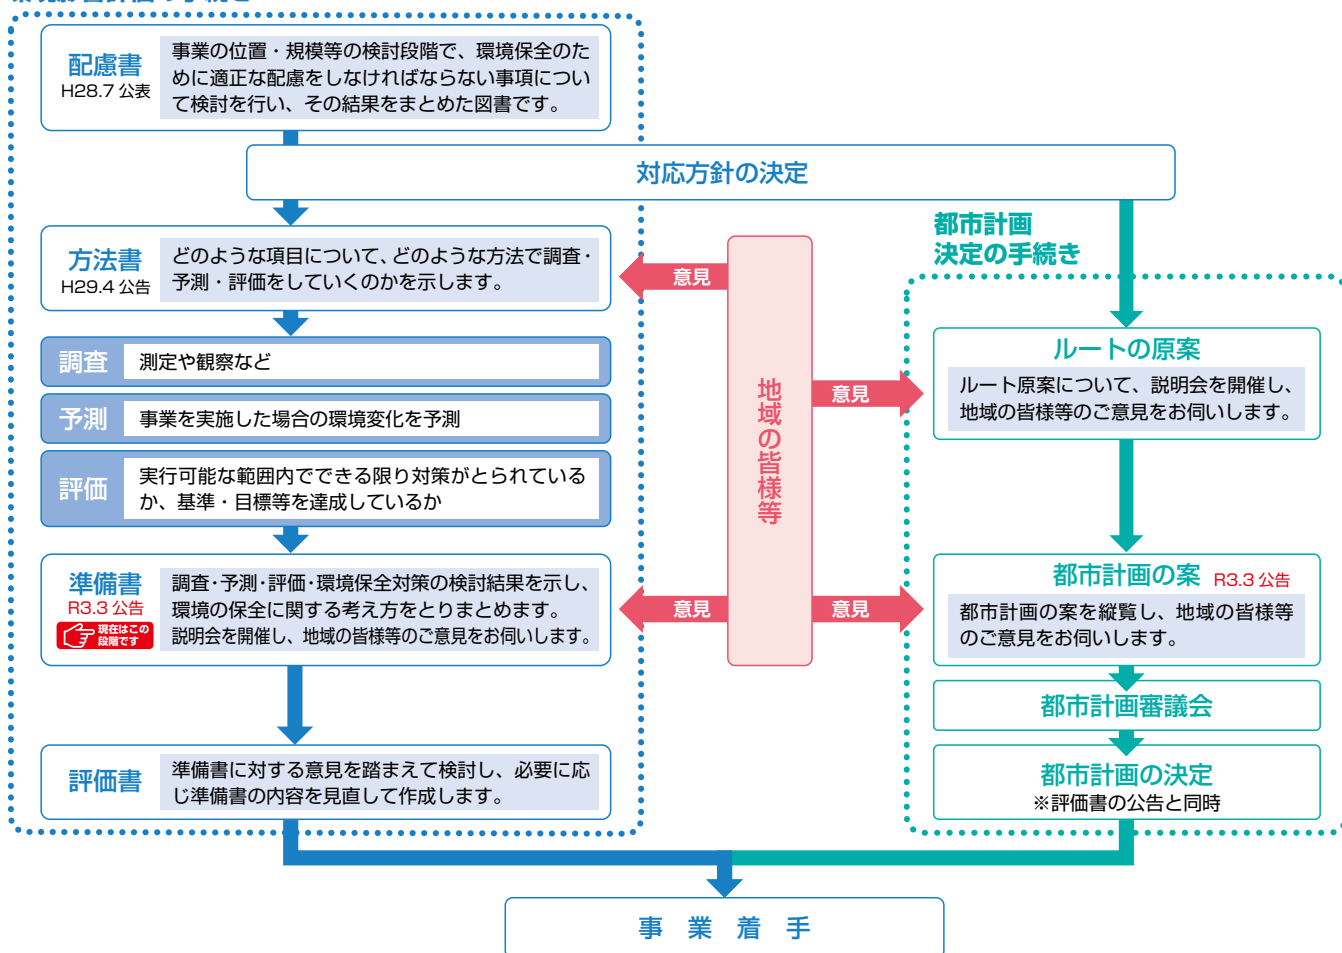 配慮書
H28.7 公表
事業の位置・規模等の検討段階で、環境保全のた
めに適正な配慮をしなければならない事項につい
て検討を行い、その結果をまとめた図書です。
対応方針の決定
方法書
H29.4 公告
どのような項目について、どのような方法で調査・
予測・評価をしていくのかを示します。
調査
測定や観察など
予測
事業を実施した場合の環境変化を予測
評価
実行可能な範囲内でできる限り対策がとられている
か、基準・目標等を達成しているか
準備書
R3.3 公告
現在はこの
段階です
調査・予測・評価・環境保全対策の検討結果を示し、
環境の保全に関する考え方をとりまとめます。
説明会を開催し、地域の皆様等のご意見をお伺いします。
評価書
準備書に対する意見を踏まえて検討し、必要に応
じ準備書の内容を見直して作成します。
意見
意見
地域の皆様等
意見
意見
都市計画
決定の手続き
ルートの原案
ルート原案について、説明会を開催し、
地域の皆様等のご意見をお伺いします。
都市計画の案 R3.3 公告
都市計画の案を縦覧し、地域の皆様等
のご意見をお伺いします。
都市計画審議会
都市計画の決定
※評価書の公告と同時
事業着手